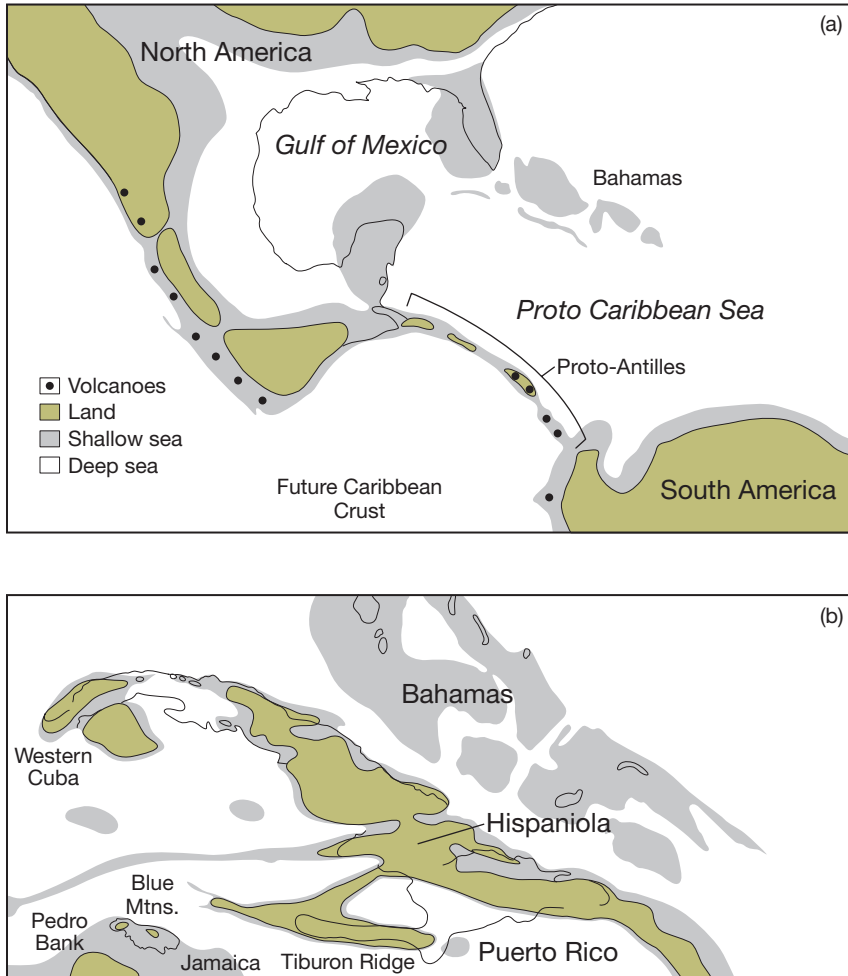 (a)
North America
Gulf of Mexico
Bahamas
Proto Caribbean Sea
Proto-Antilles
Volcanoes
Land
Shallow sea
Deep sea
Future Caribbean
Crust
South America
(b)
Bahamas
Western
Cuba
Hispaniola
Blue
Mtns.
Pedro
Bank
Jamaica
Tiburon Ridge
Puerto Rico